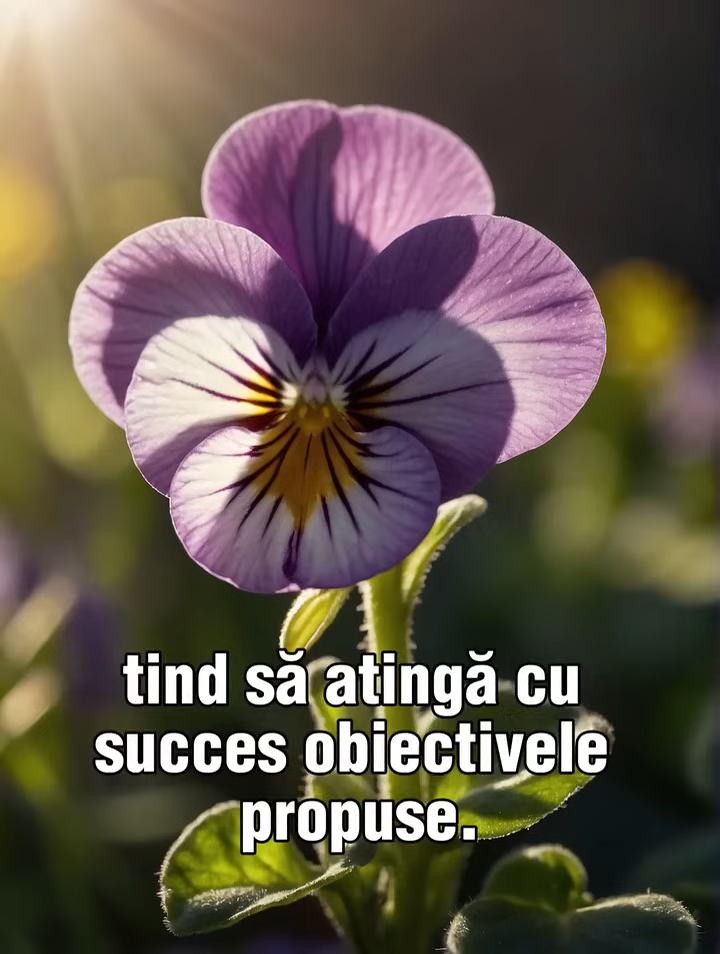 tind să atingă cu
succes obiectivele
propuse.